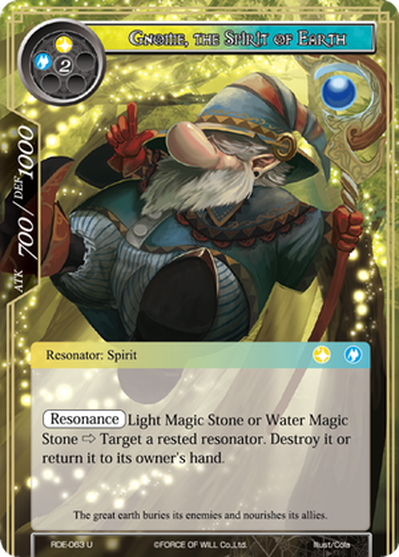 Gnome, the Spirit of Earth
2
ATK 700 / DEF 1000
Resonator: Spirit
Resonance Light Magic Stone or Water Magic
Stone ⇨ Target a rested resonator. Destroy it or
return it to its owner's hand.
The great earth buries its enemies and nourishes its allies.
RDE-063 U ©FORCE OF WILL Co.,Ltd. Illust/Cola